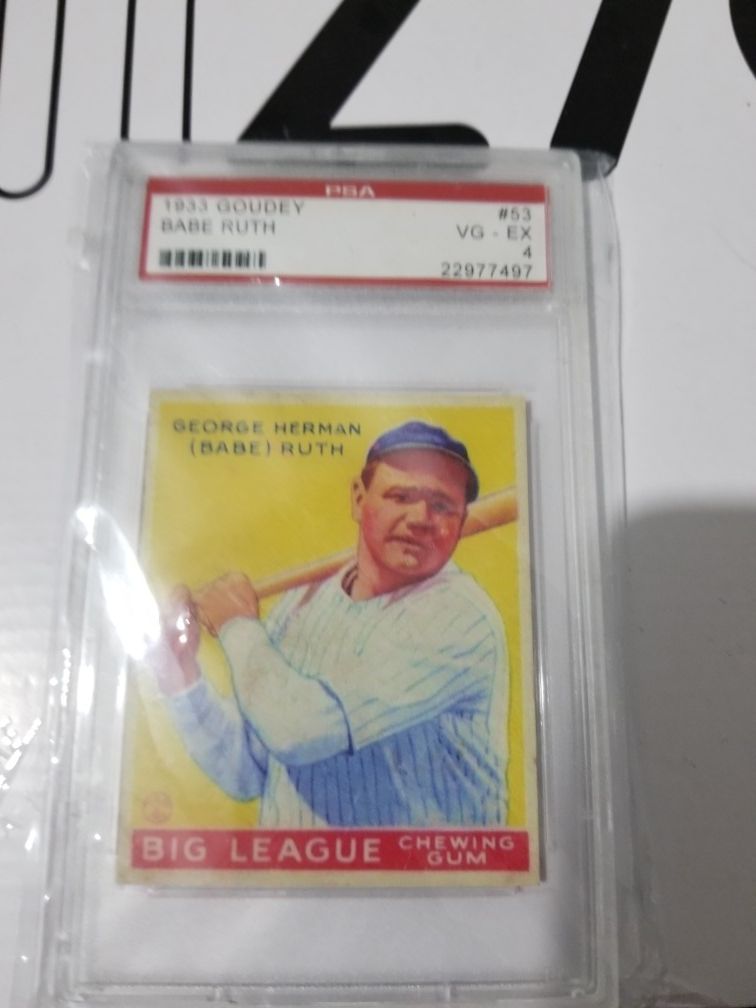 PSA
1933 GOUDEY #53
BABE RUTH VG - EX
4
22977497
GEORGE HERMAN
(BABE) RUTH
BIG LEAGUE CHEWING
GUM